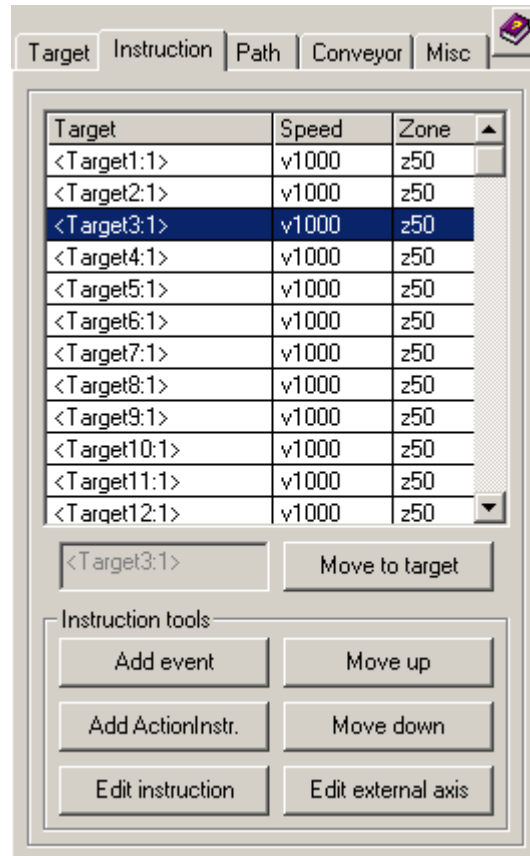 Target Instruction Path Conveyor Misc
Target Speed Zone
<Target1:1> v1000 z50
<Target2:1> v1000 z50
<Target3:1> v1000 z50
<Target4:1> v1000 z50
<Target5:1> v1000 z50
<Target6:1> v1000 z50
<Target7:1> v1000 z50
<Target8:1> v1000 z50
<Target9:1> v1000 z50
<Target10:1> v1000 z50
<Target11:1> v1000 z50
<Target12:1> v1000 z50
<Target3:1> Move to target
Instruction tools
Add event Move up
Add ActionInstr. Move down
Edit instruction Edit external axis